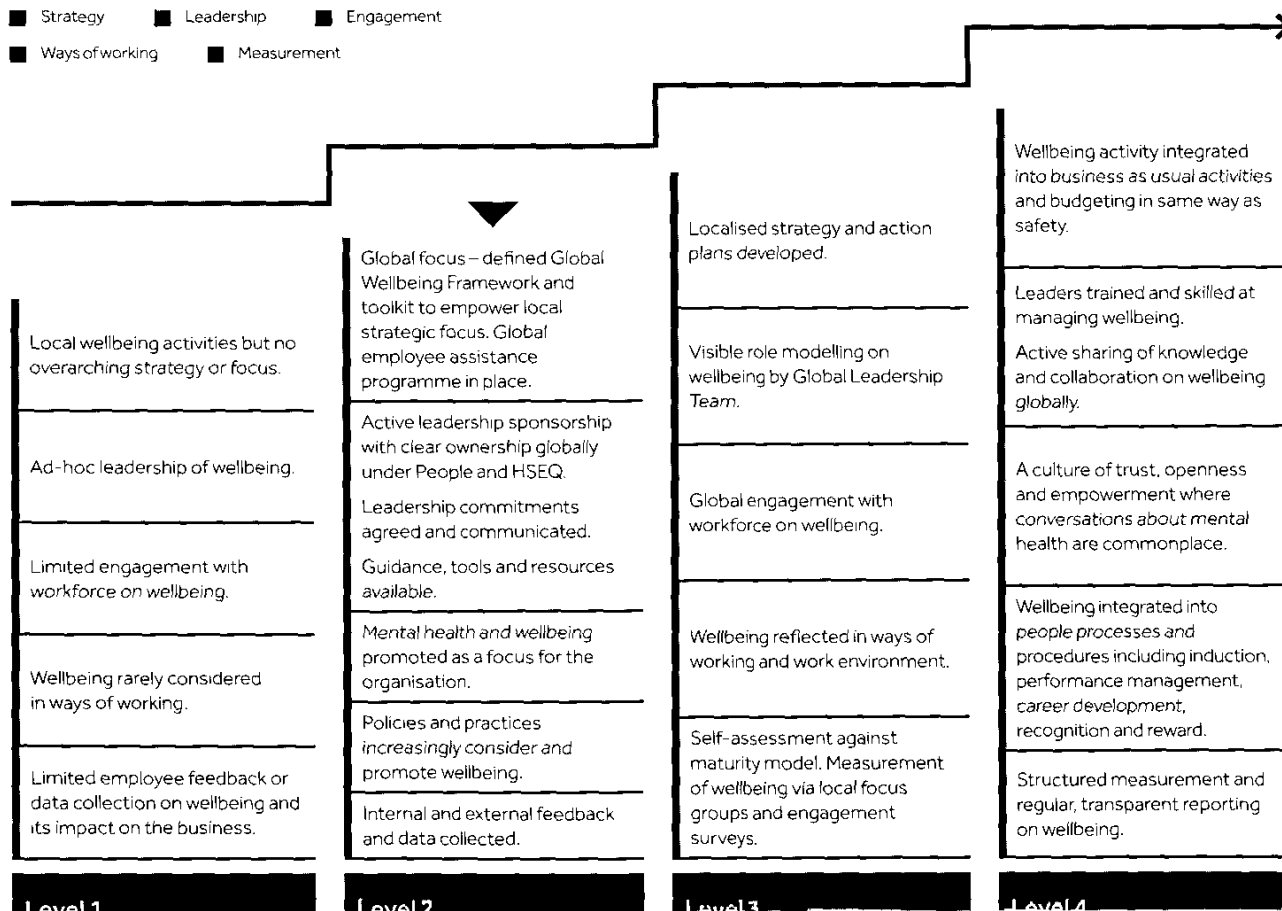 Strategy Leadership Engagement
Ways of working Measurement
Local wellbeing activities but no
overarching strategy or focus.
Ad-hoc leadership of wellbeing.
Limited engagement with
workforce on wellbeing.
Wellbeing rarely considered
in ways of working.
Limited employee feedback or
data collection on wellbeing and
its impact on the business.
Level 1
Global focus – defined Global
Wellbeing Framework and
toolkit to empower local
strategic focus. Global
employee assistance
programme in place.
Active leadership sponsorship
with clear ownership globally
under People and HSEQ.
Leadership commitments
agreed and communicated.
Guidance, tools and resources
available.
Mental health and wellbeing
promoted as a focus for the
organisation.
Policies and practices
increasingly consider and
promote wellbeing.
Internal and external feedback
and data collected.
Level 2
Localised strategy and action
plans developed.
Visible role modelling on
wellbeing by Global Leadership
Team.
Global engagement with
workforce on wellbeing.
Wellbeing reflected in ways of
working and work environment.
Self-assessment against
maturity model. Measurement
of wellbeing via local focus
groups and engagement
surveys.
Level 3
Wellbeing activity integrated
into business as usual activities
and budgeting in same way as
safety.
Leaders trained and skilled at
managing wellbeing.
Active sharing of knowledge
and collaboration on wellbeing
globally.
A culture of trust, openness
and empowerment where
conversations about mental
health are commonplace.
Wellbeing integrated into
people processes and
procedures including induction,
performance management,
career development,
recognition and reward.
Structured measurement and
regular, transparent reporting
on wellbeing.
Level 4